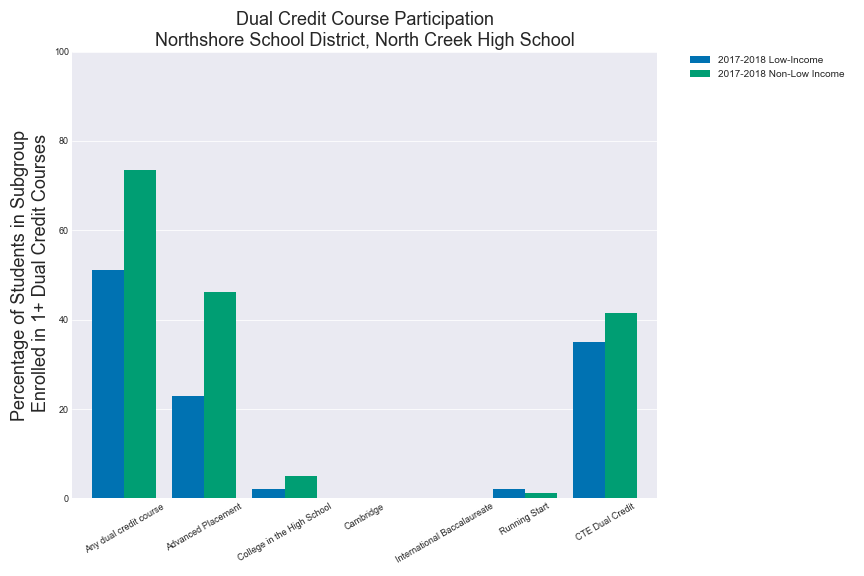 Dual Credit Course Participation
Northshore School District, North Creek High School
2017-2018 Low-Income
2017-2018 Non-Low Income
Percentage of Students in Subgroup
Enrolled in 1+ Dual Credit Courses
100
80
60
40
20
0
Any dual credit course
Advanced Placement
College in the High School
Cambridge
International Baccalaureate
Running Start
CTE Dual Credit